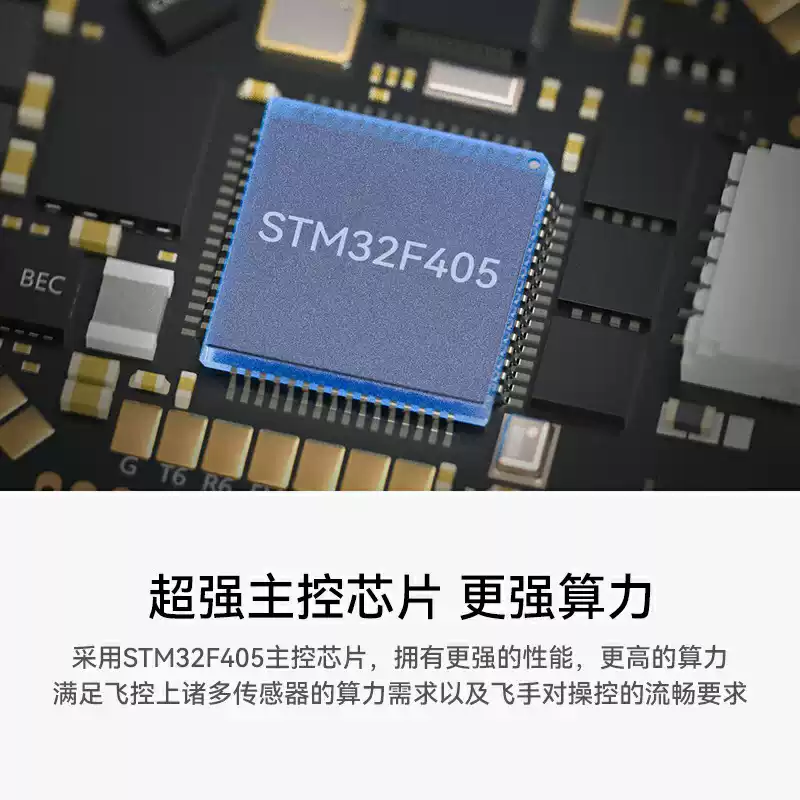 STM32F405
BEC
G T6 R6
超强主控芯片 更强算力
采用STM32F405主控芯片，拥有更强的性能，更高的算力
满足飞控上诸多传感器的算力需求以及飞手对操控的流畅要求